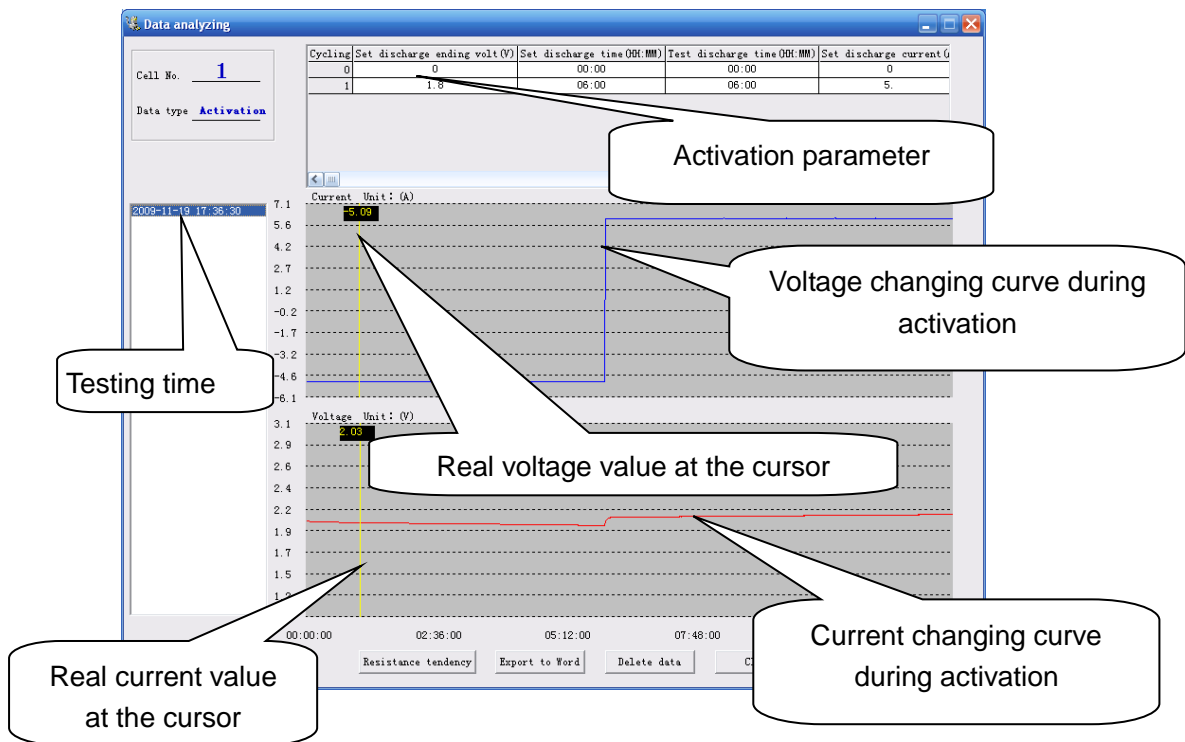 Data analyzing
Cell No. 1
Data type Activation
Cycling Set discharge ending volt(V) Set discharge time(HH:MM) Test discharge time(HH:MM) Set discharge current(
0 0 00:00 00:00 0
1 1.8 06:00 06:00 5.
Activation parameter
2009-11-19 17:36:30
Testing time
Current Unit: (A)
-5.09
7.1
5.6
4.2
2.7
1.2
-0.2
-1.7
-3.2
-4.6
-6.1
Voltage changing curve during
activation
Real voltage value at the cursor
Voltage Unit: (V)
2.03
3.1
2.9
2.6
2.4
2.2
1.9
1.7
1.5
Current changing curve
during activation
Real current value
at the cursor
00:00:00 02:36:00 05:12:00 07:48:00
Resistance tendency Export to Word Delete data